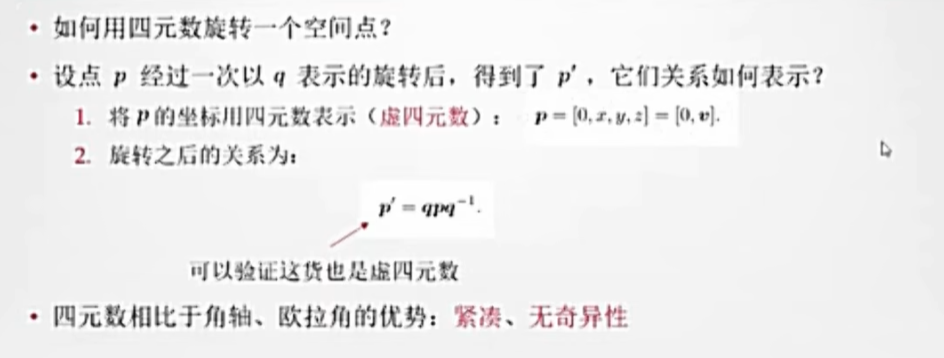 • 如何用四元数旋转一个空间点？
• 设点 p 经过一次以 q 表示的旋转后，得到了 p′，它们关系如何表示？
1. 将 p 的坐标用四元数表示（虚四元数）： p = [0, x, y, z] = [0, v].
2. 旋转之后的关系为：
p′ = qpq⁻¹.
可以验证这货也是虚四元数
• 四元数相比于角轴、欧拉角的优势：紧凑、无奇异性